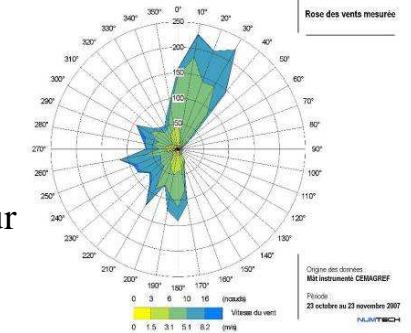 Rose des vents mesurée
350° 0° 10°
340° 20°
330° 30°
320° 40°
310° 50°
300° 60°
290° 70°
280° 80°
270° 90°
260° 100°
250° 110°
240° 120°
230° 130°
220° 140°
210° 150°
200° 160°
190° 180° 170°
250
200
150
100
50
ur
0 3 6 10 16 (nœuds)
Vitesse du vent
0 1.5 3.1 5.1 8.2 (m/s)
Origine des données
Mât instrumenté CEMAGREF
Période
23 octobre au 23 novembre 2007
NUMTECH